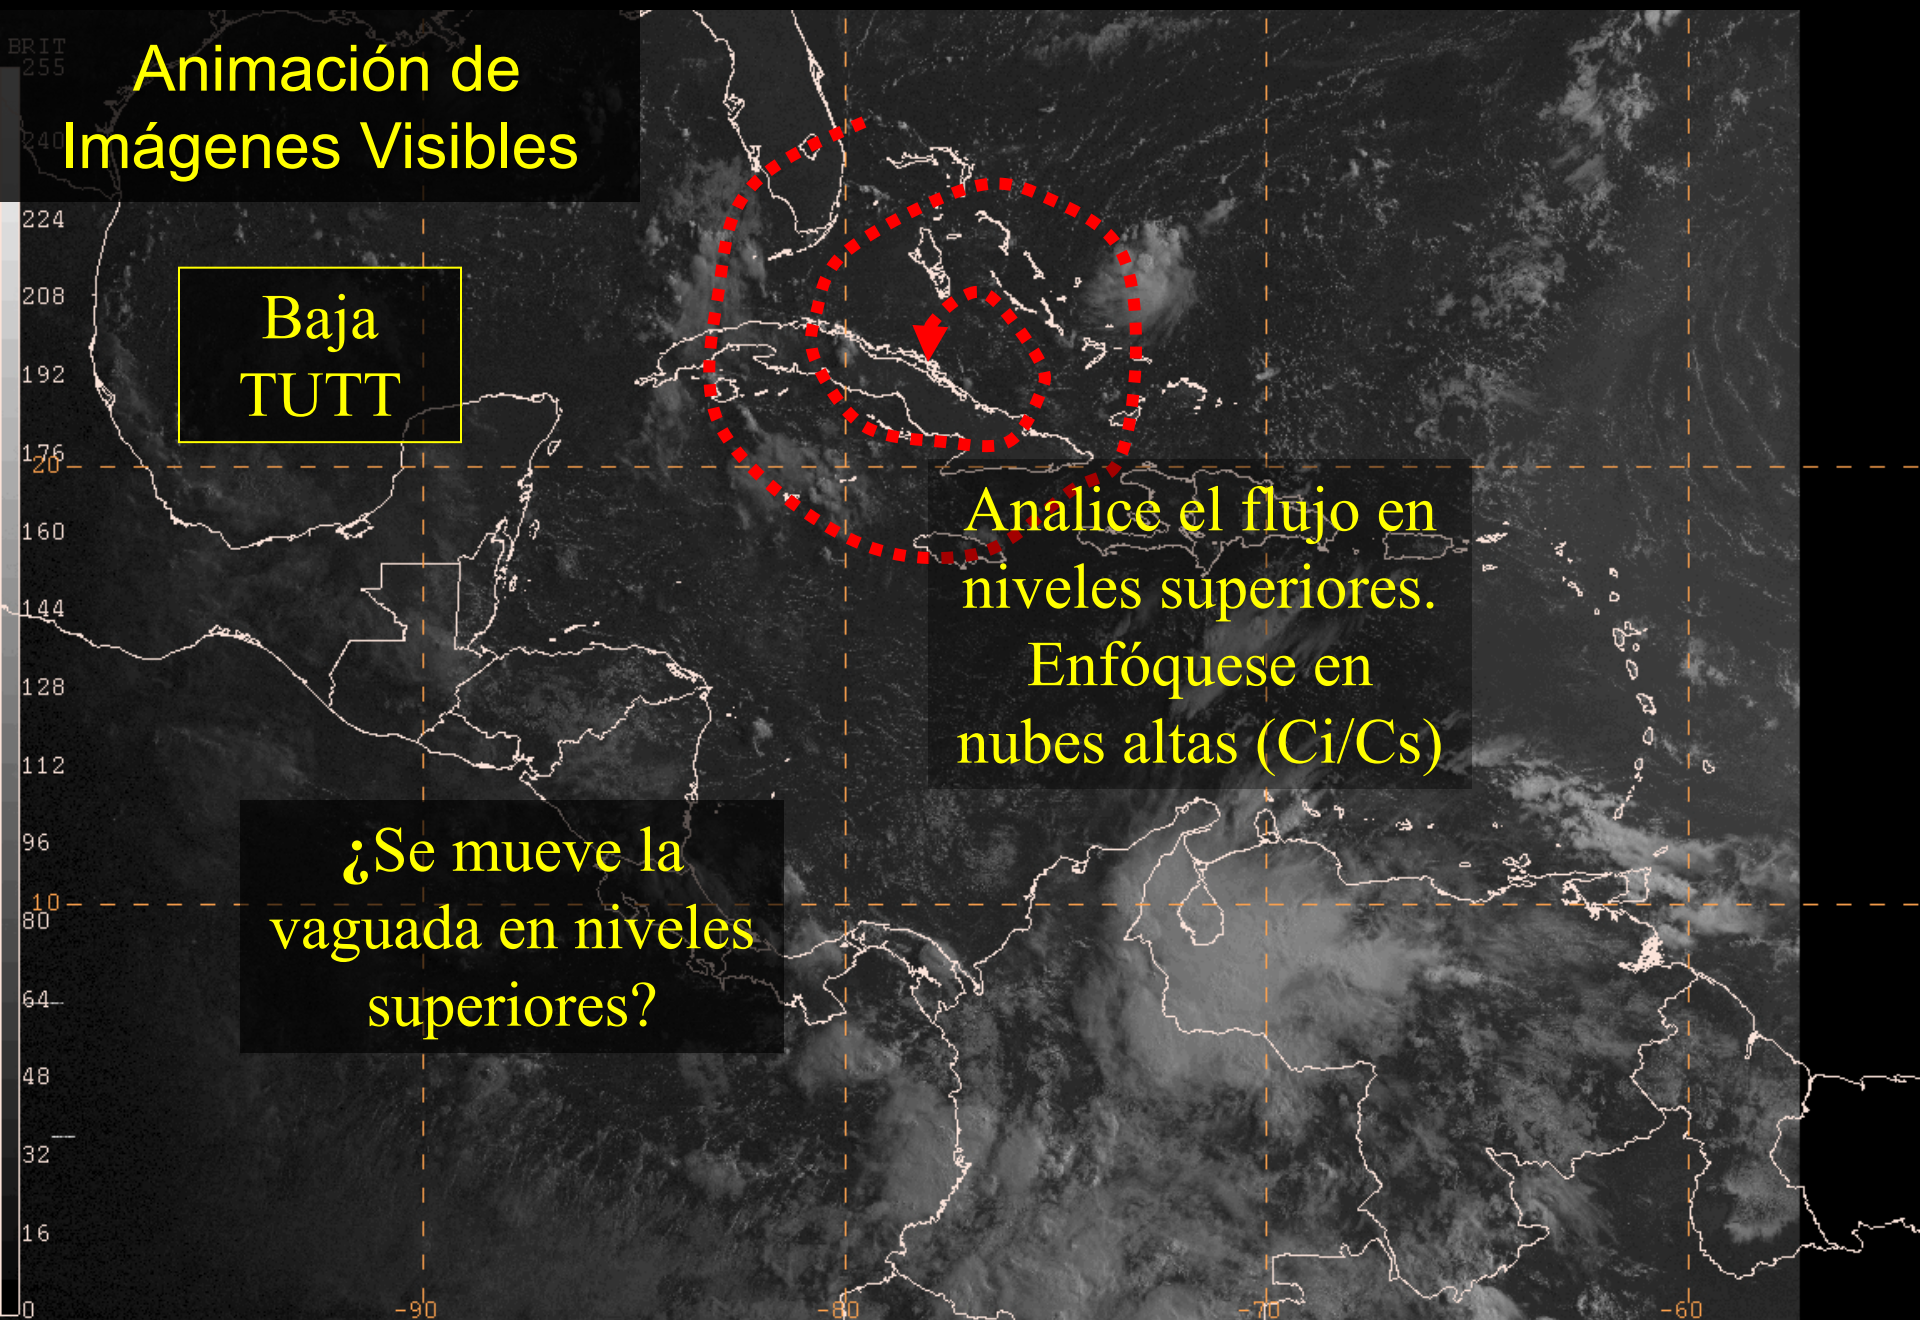 Animación de
Imágenes Visibles
BRIT
255
240
224
208
192
176
160
144
128
112
96
80
64
48
32
16
0
20
10
Baja
TUTT
Analice el flujo en
niveles superiores.
Enfóquese en
nubes altas (Ci/Cs)
¿Se mueve la
vaguada en niveles
superiores?
-90
-80
-70
-60